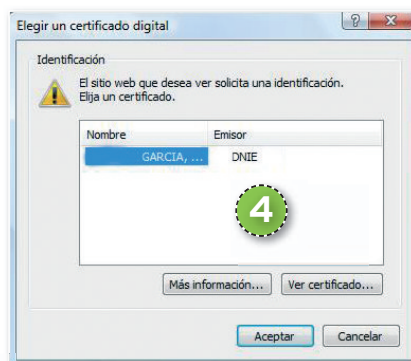 Elegir un certificado digital
Identificación
El sitio web que desea ver solicita una identificación.
Elija un certificado.
Nombre Emisor
GARCIA, ... DNIE
4
Más información... Ver certificado...
Aceptar Cancelar